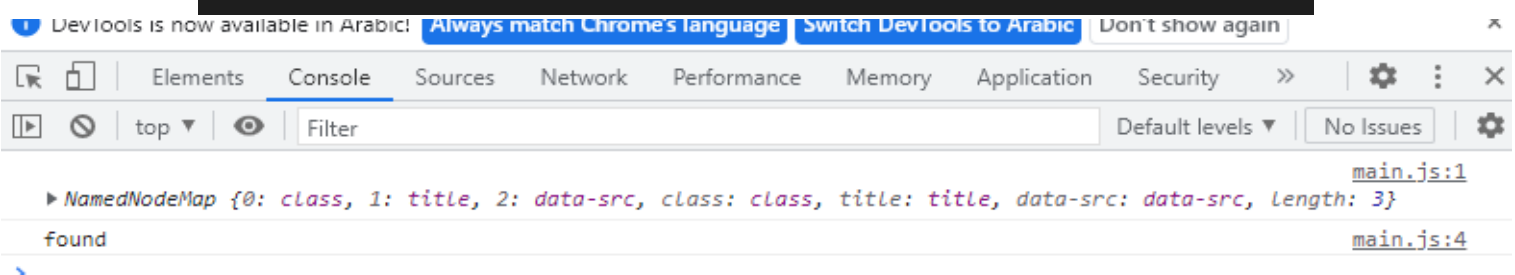 DevTools is now available in Arabic! Always match Chrome's language Switch DevTools to Arabic Don't show again
Elements Console Sources Network Performance Memory Application Security
top Filter Default levels No Issues
main.js:1
NamedNodeMap {0: class, 1: title, 2: data-src, class: class, title: title, data-src: data-src, length: 3}
found main.js:4